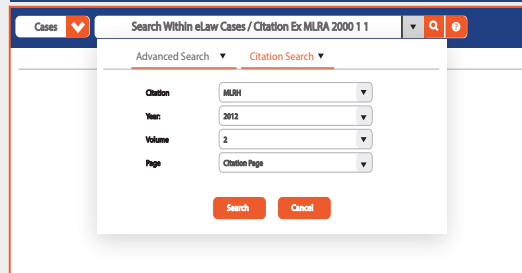 Cases Search Within eLaw Cases / Citation Ex MLRA 2000 1 1 ?
Advanced Search Citation Search
Citation MLRH
Year: 2012
Volume 2
Page Citation Page
Search Cancel